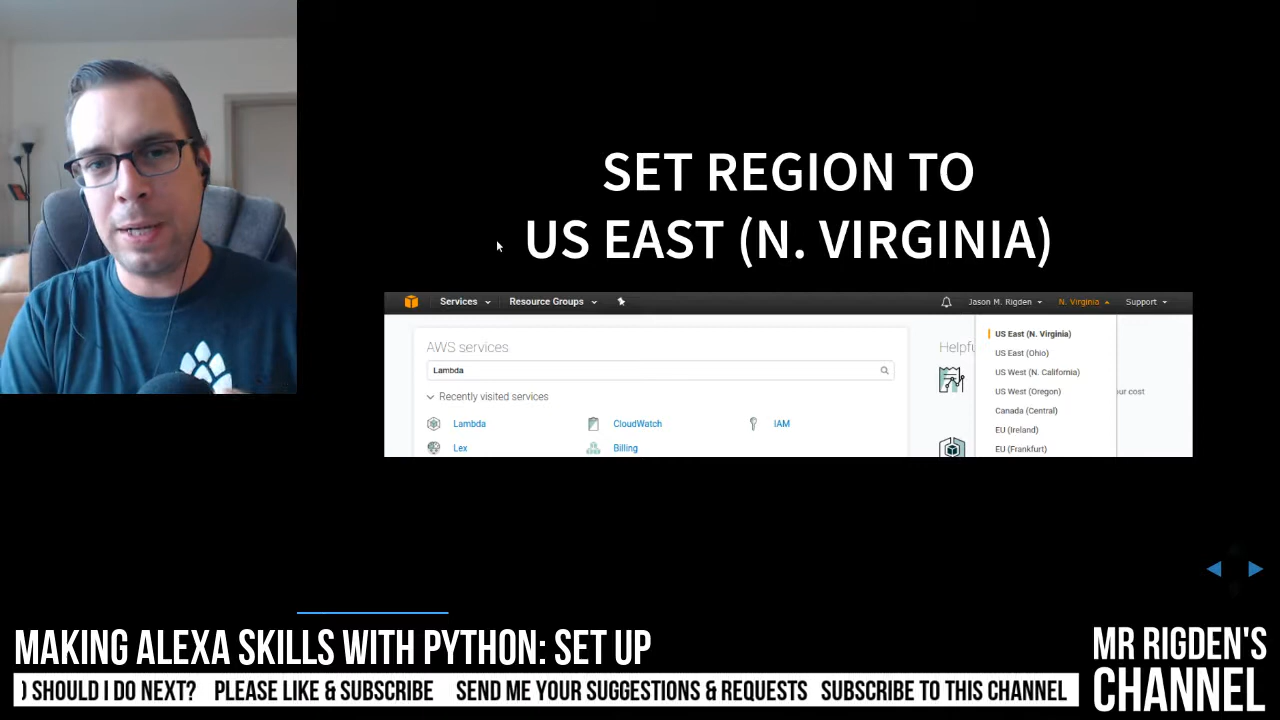 SET REGION TO
US EAST (N. VIRGINIA)
Services
Resource Groups
Jason M. Rigden
N. Virginia
Support
AWS services
Lambda
Recently visited services
Lambda
CloudWatch
IAM
Lex
Billing
Helpfu
US East (N. Virginia)
US East (Ohio)
US West (N. California)
US West (Oregon)
Canada (Central)
EU (Ireland)
EU (Frankfurt)
ur cost
MAKING ALEXA SKILLS WITH PYTHON: SET UP
SHOULD I DO NEXT? PLEASE LIKE & SUBSCRIBE SEND ME YOUR SUGGESTIONS & REQUESTS SUBSCRIBE TO THIS CHANNEL
MR RIGDEN'S
CHANNEL